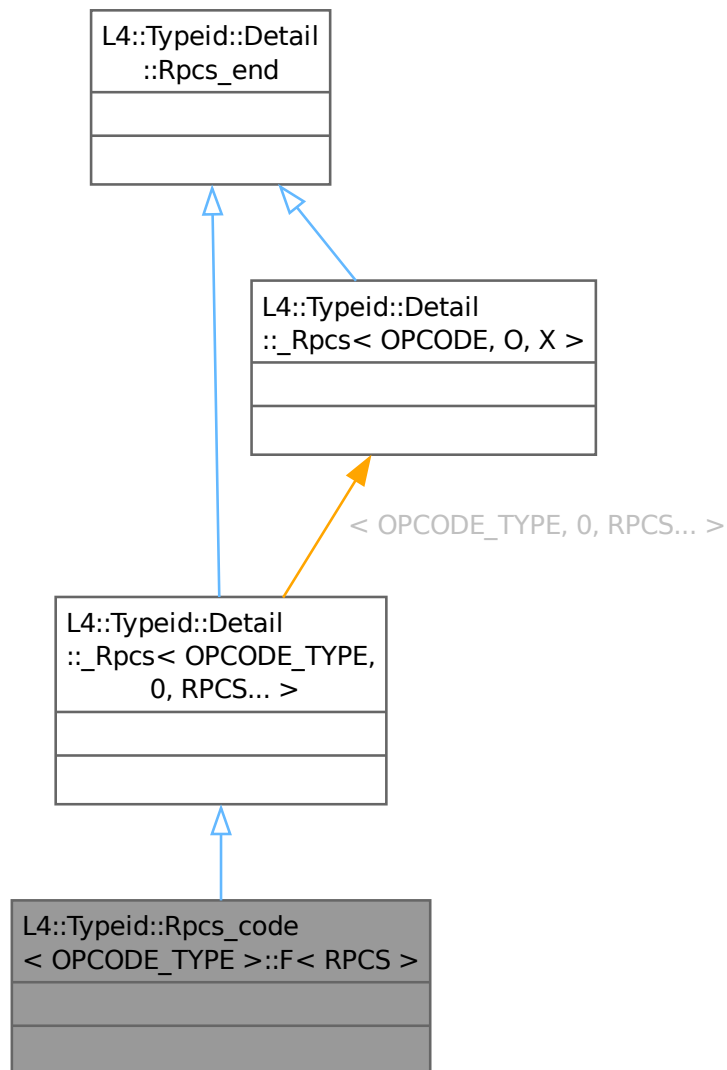 L4::Typeid::Detail
::Rpcs_end
L4::Typeid::Detail
::_Rpcs< OPCODE, O, X >
< OPCODE_TYPE, 0, RPCS... >
L4::Typeid::Detail
::_Rpcs< OPCODE_TYPE,
0, RPCS... >
L4::Typeid::Rpcs_code
< OPCODE_TYPE >::F< RPCS >